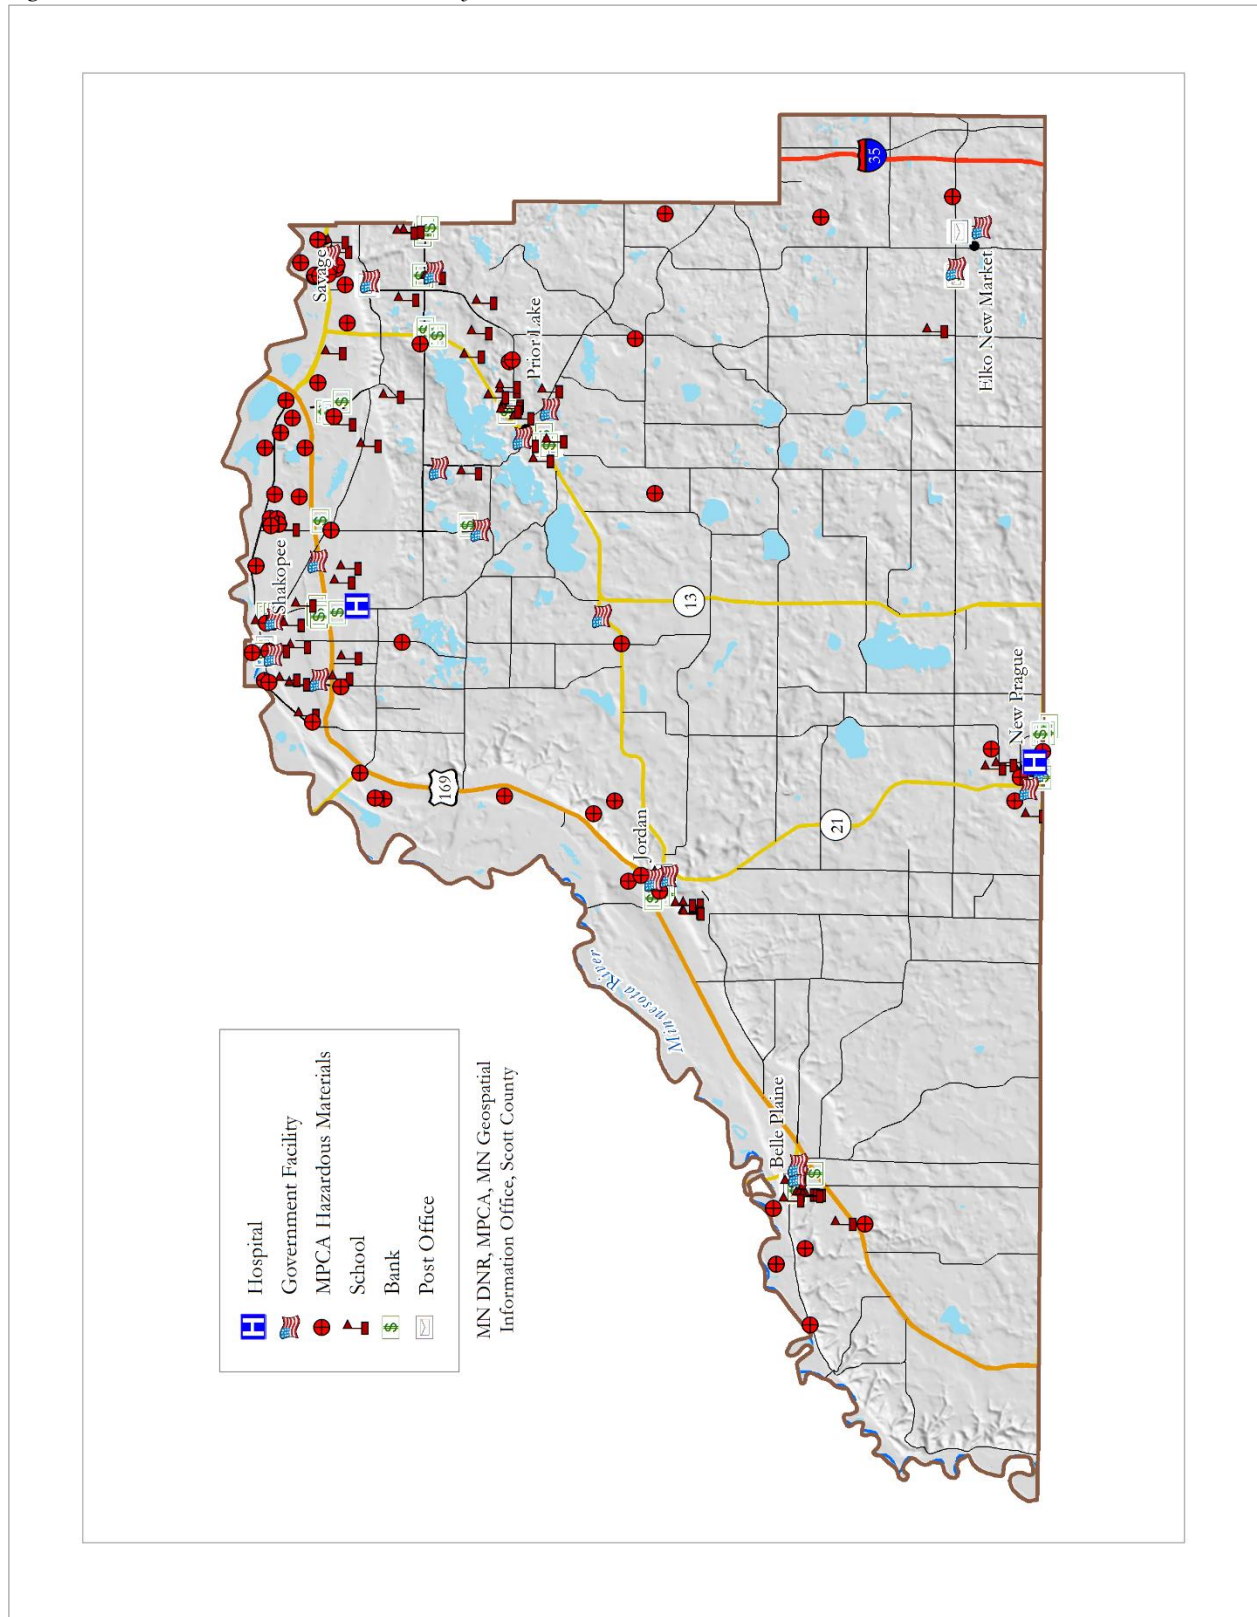 Hospital
Government Facility
MPCA Hazardous Materials
School
Bank
Post Office
MN DNR, MPCA, MN Geospatial
Information Office, Scott County
Savage
Shakopee
Prior Lake
169
Jordan
13
35
Elko New Market
21
New Prague
Minnesota River
Belle Plaine
H
H
H